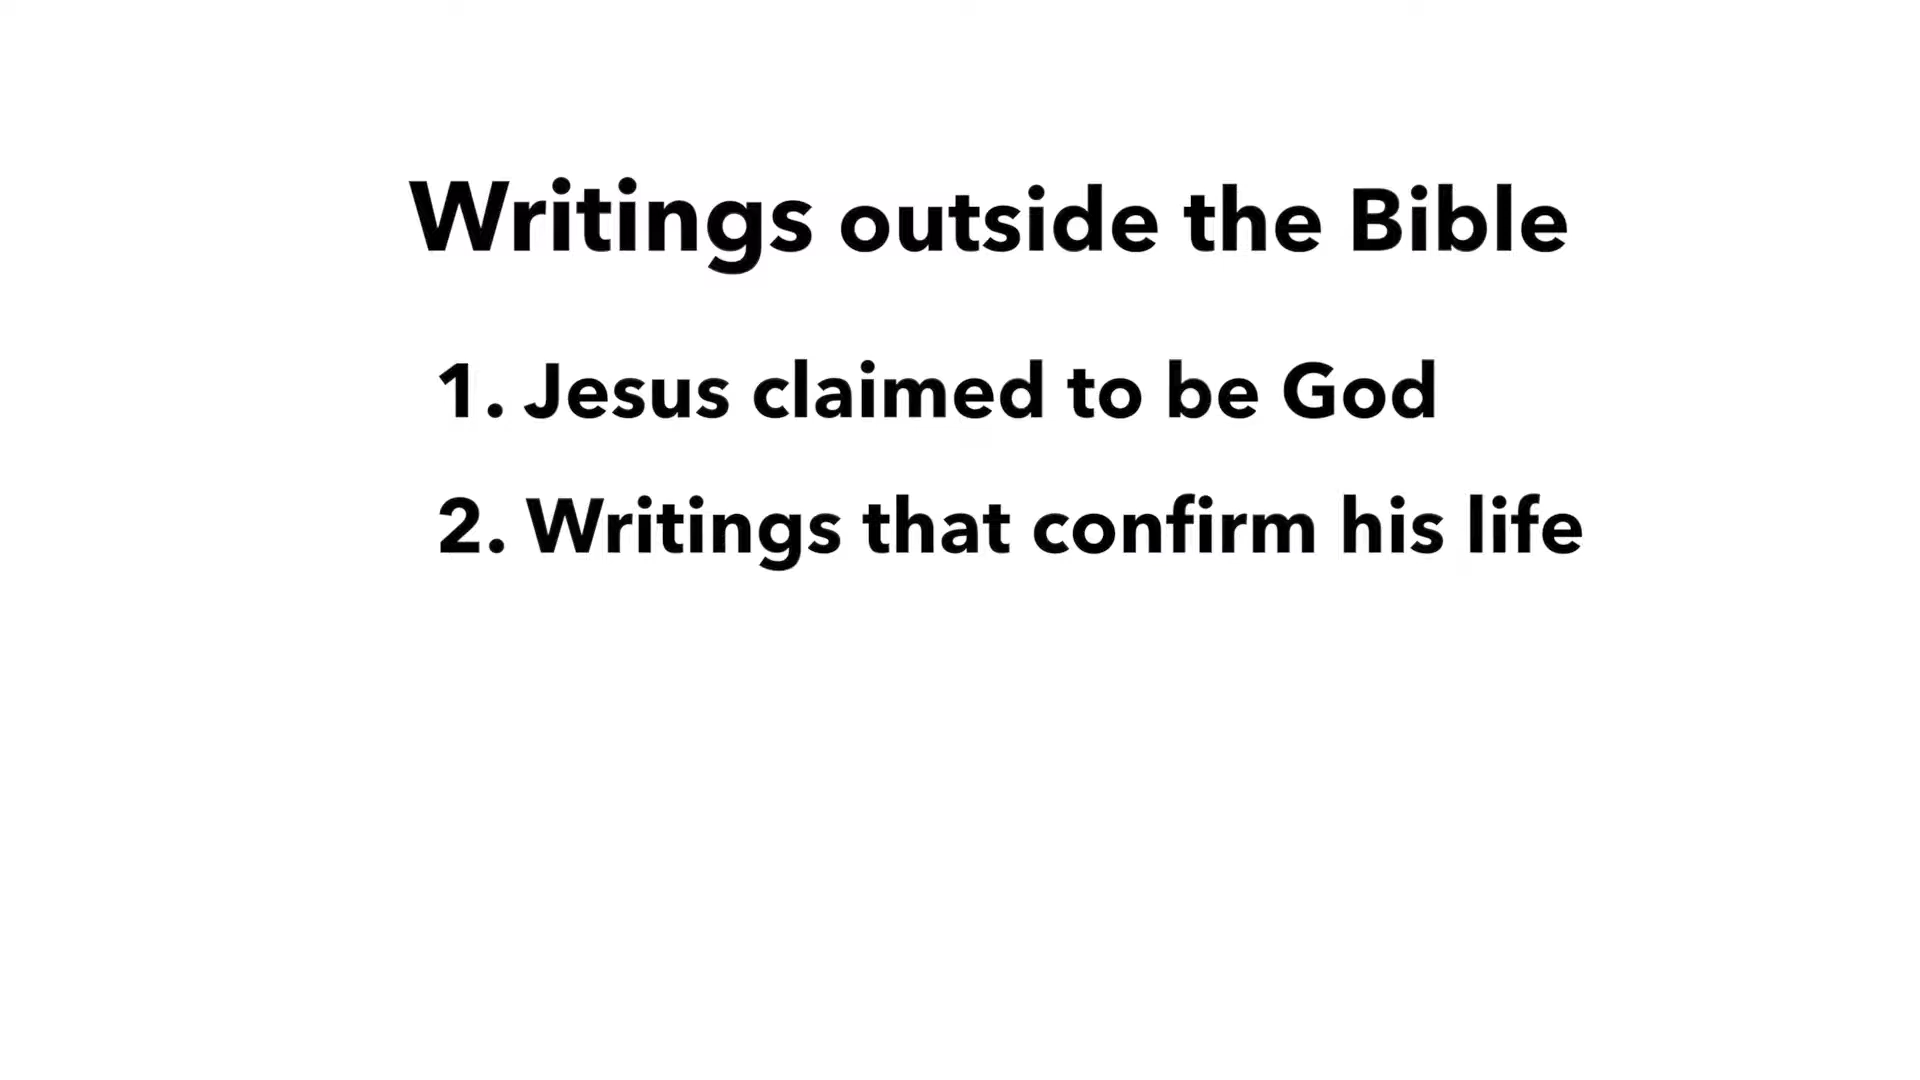 Writings outside the Bible
1. Jesus claimed to be God
2. Writings that confirm his life